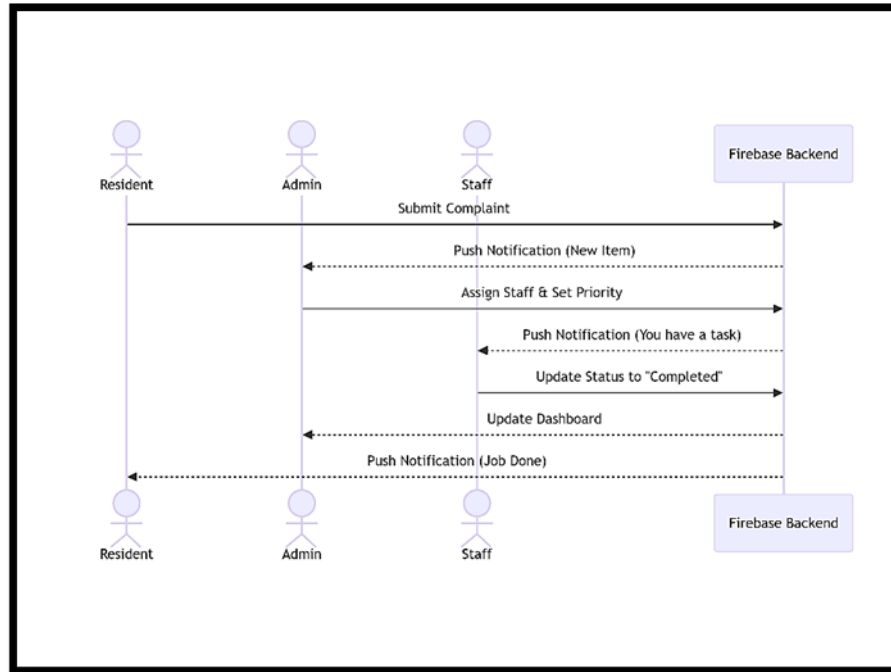 Resident
Admin
Staff
Firebase Backend
Submit Complaint
Push Notification (New Item)
Assign Staff & Set Priority
Push Notification (You have a task)
Update Status to "Completed"
Update Dashboard
Push Notification (Job Done)
Resident
Admin
Staff
Firebase Backend